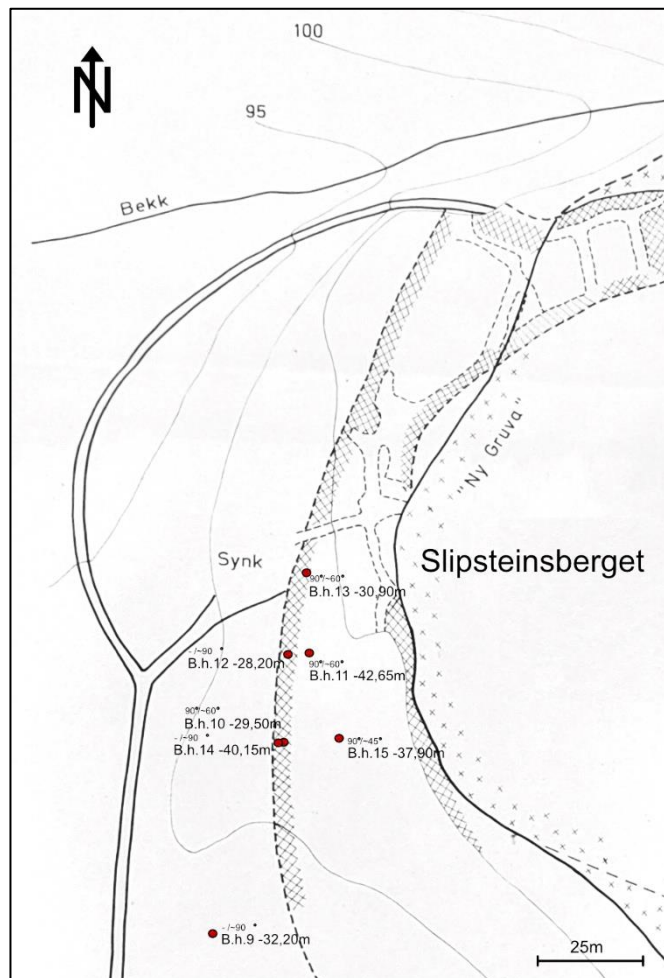 100
N
95
Bekk
"Ny Gruva"
Slipsteinsberget
Synk
90°/~60°
B.h.13 -30,90m
- /~90 °
B.h.12 -28,20m
90°/~60°
B.h.11 -42,65m
90°/~60°
B.h.10 -29,50m
- /~90 °
B.h.14 -40,15m
90°/~45°
B.h.15 -37,90m
- /~90 °
B.h.9 -32,20m
25m